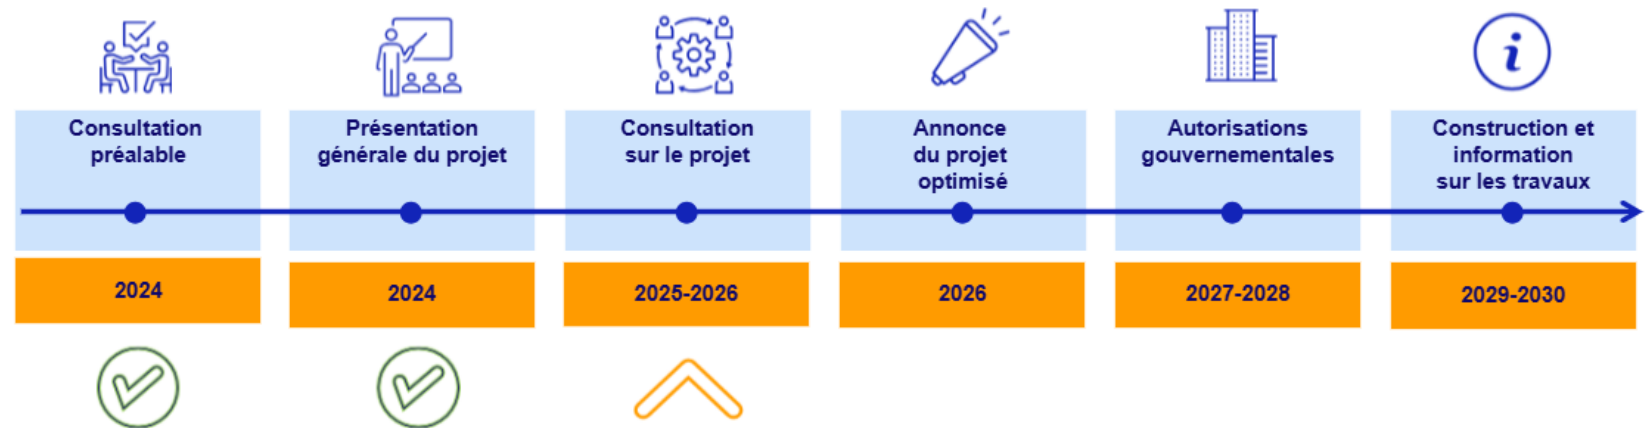 Consultation
préalable
Présentation
générale du projet
Consultation
sur le projet
Annonce
du projet
optimisé
Autorisations
gouvernementales
Construction et
information
sur les travaux
2024
2024
2025-2026
2026
2027-2028
2029-2030